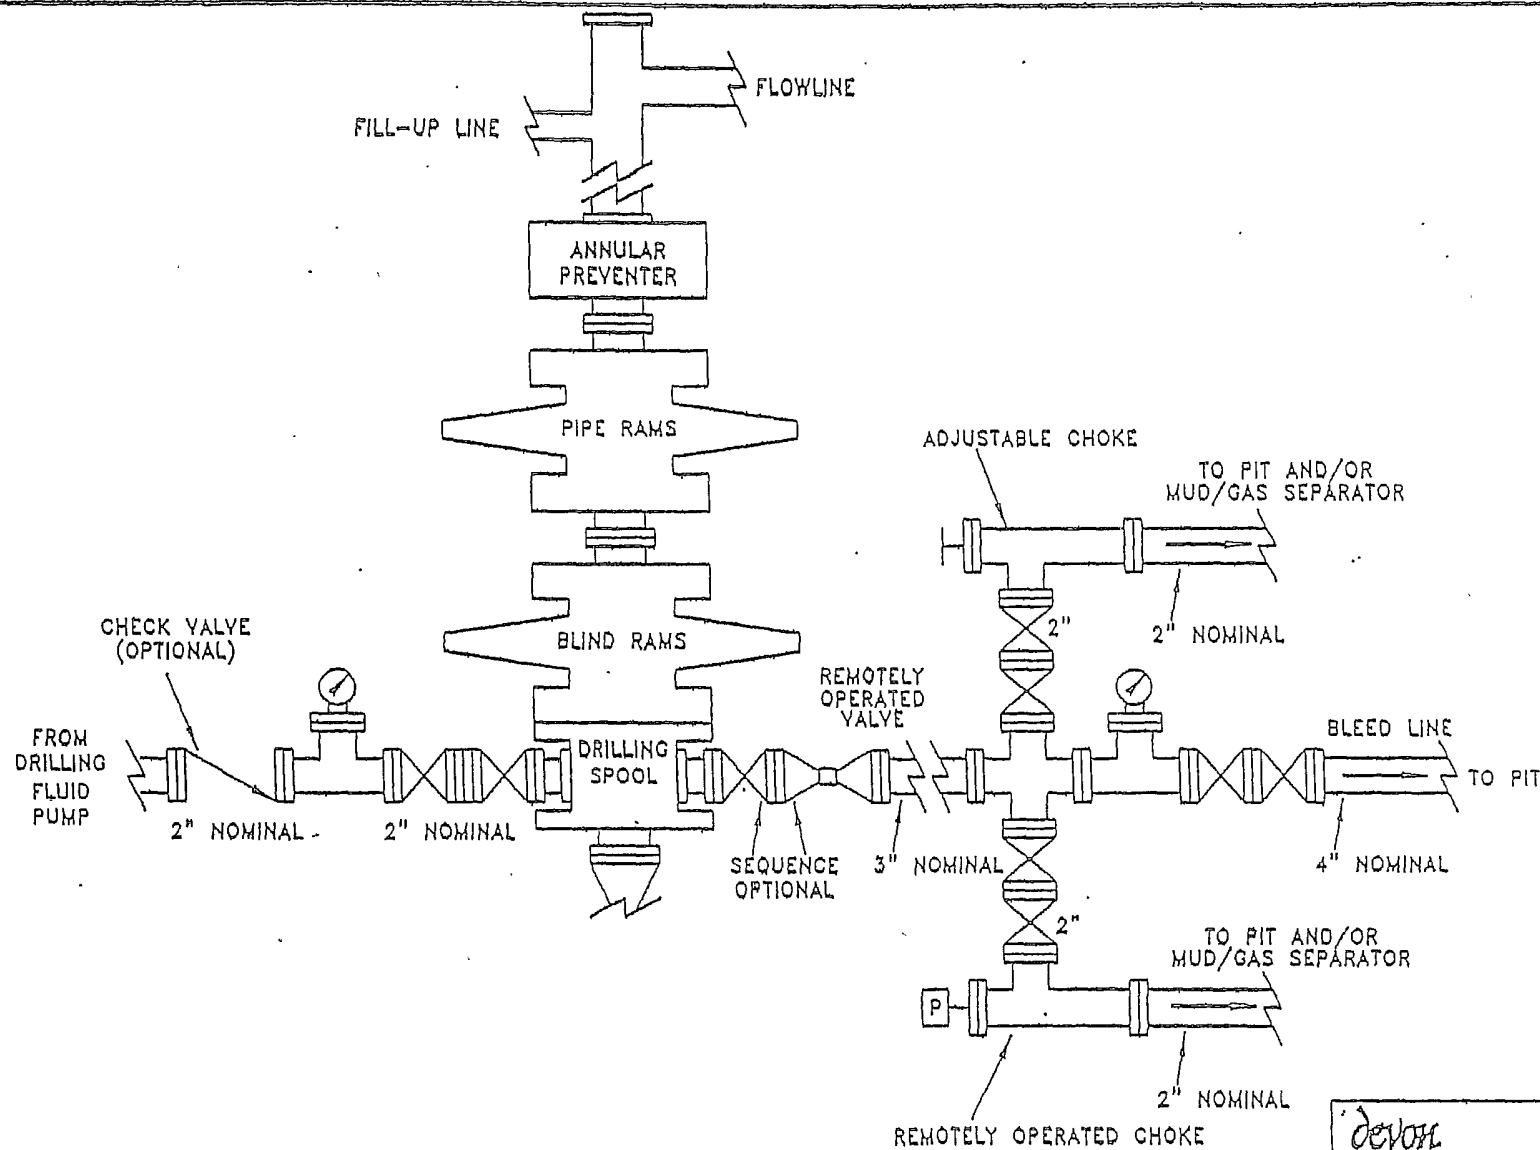 FLOWLINE
FILL-UP LINE
ANNULAR
PREVENTER
PIPE RAMS
ADJUSTABLE CHOKE
TO PIT AND/OR
MUD/GAS SEPARATOR
2" NOMINAL
2"
CHECK VALVE
(OPTIONAL)
BLIND RAMS
REMOTELY
OPERATED
VALVE
FROM
DRILLING
FLUID
PUMP
DRILLING
SPOOL
BLEED LINE
TO PIT
2" NOMINAL
2" NOMINAL
SEQUENCE
OPTIONAL
3" NOMINAL
4" NOMINAL
2"
TO PIT AND/OR
MUD/GAS SEPARATOR
P
2" NOMINAL
REMOTELY OPERATED CHOKE
devon